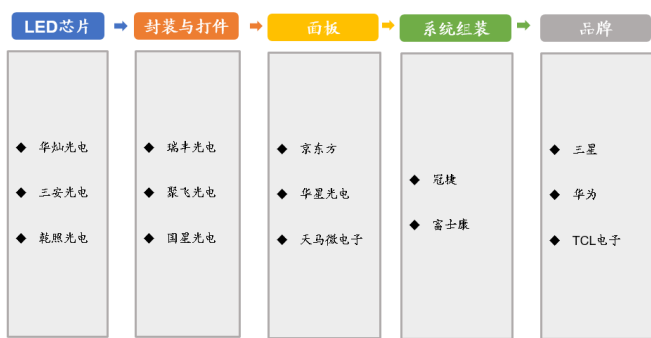 LED芯片
封装与打件
面板
系统组装
品牌
华灿光电
三安光电
乾照光电
瑞丰光电
聚飞光电
国星光电
京东方
华星光电
天马微电子
冠捷
富士康
三星
华为
TCL电子